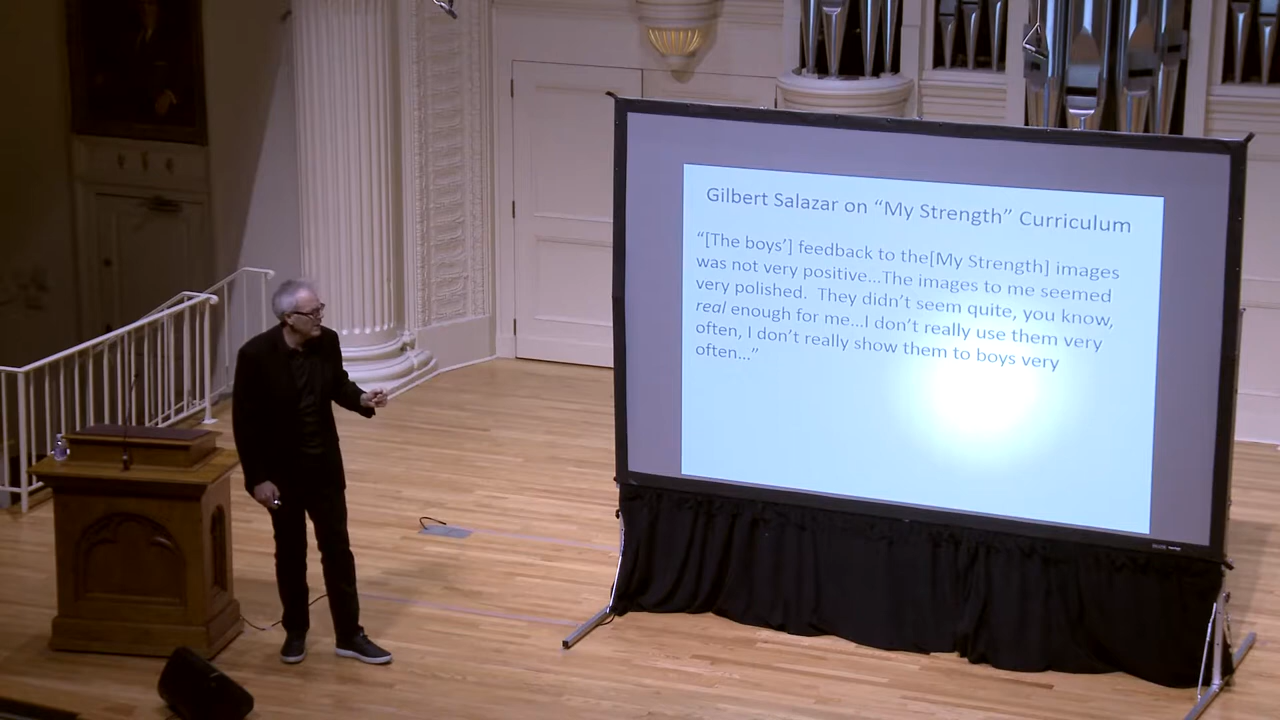 Gilbert Salazar on “My Strength” Curriculum
“[The boys’] feedback to the[My Strength] images
was not very positive...The images to me seemed
very polished.  They didn’t seem quite, you know,
real enough for me...I don’t really use them very
often, I don’t really show them to boys very
often...”